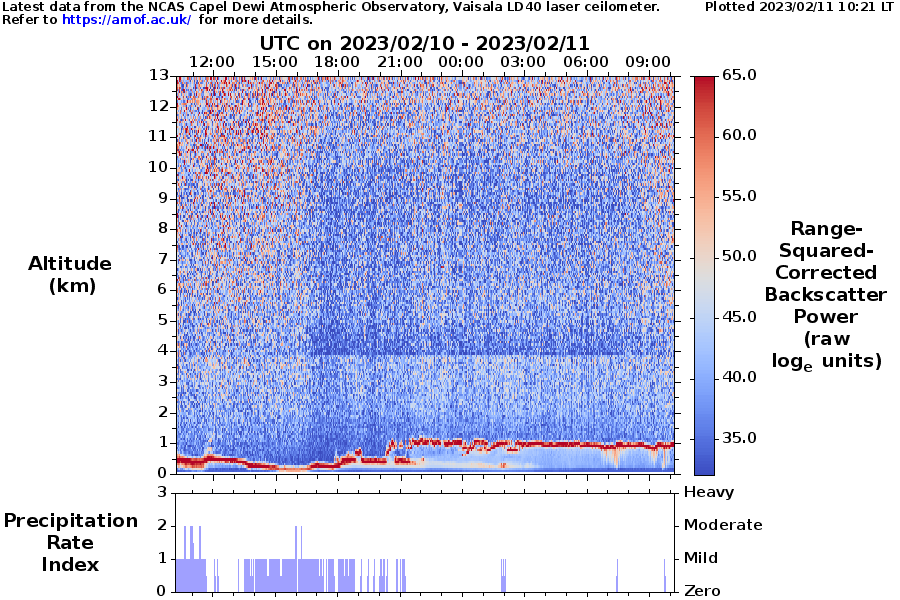 Latest data from the NCAS Capel Dewi Atmospheric Observatory, Vaisala LD40 laser ceilometer.
Plotted 2023/02/11 10:21 LT
Refer to https://amof.ac.uk/ for more details.
UTC on 2023/02/10 - 2023/02/11
12:00 15:00 18:00 21:00 00:00 03:00 06:00 09:00
13
12
11
10
9
8
7
6
5
4
3
2
1
0
Altitude
(km)
65.0
60.0
55.0
50.0
45.0
40.0
35.0
Range-
Squared-
Corrected
Backscatter
Power
(raw
loge units)
Precipitation
Rate
Index
3
2
1
0
Heavy
Moderate
Mild
Zero